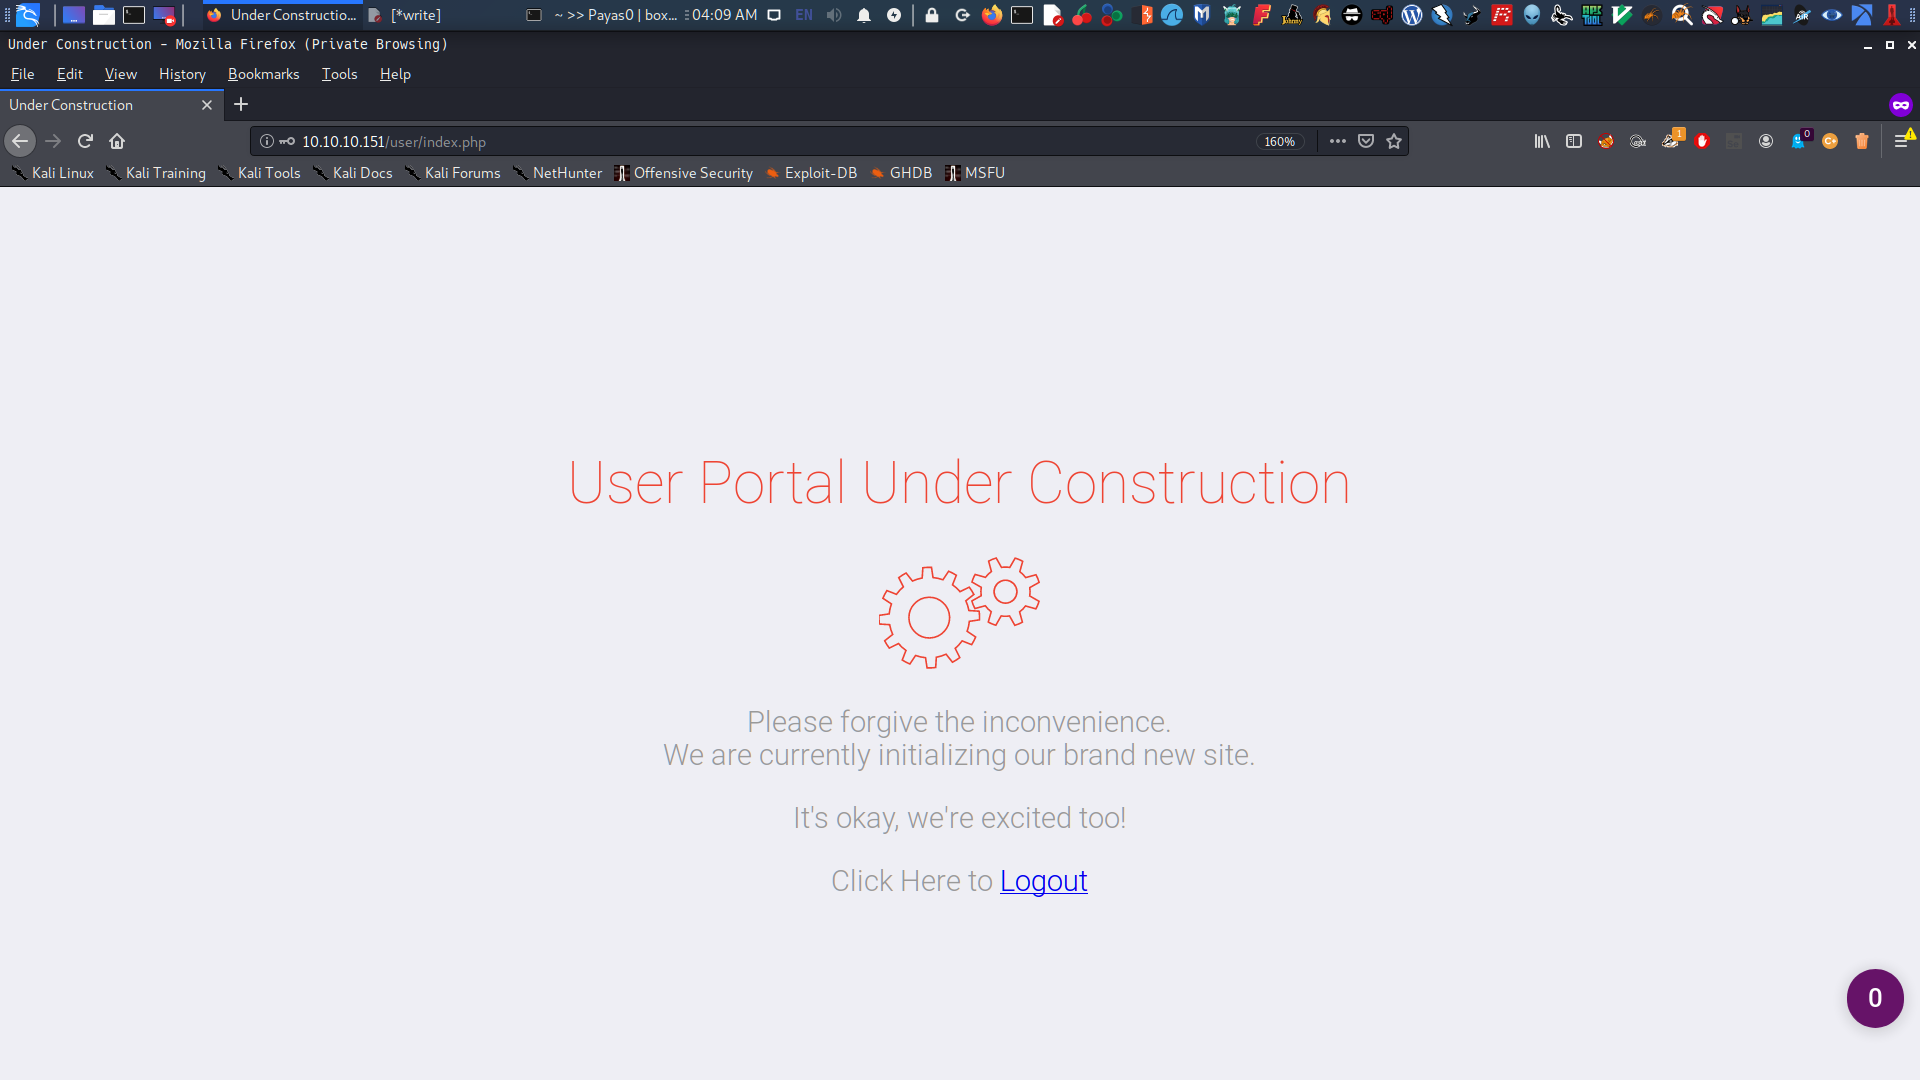 Under Constructio...
[*write]
~ >> Payas0 | box...
04:09 AM
EN
Under Construction - Mozilla Firefox (Private Browsing)
File Edit View History Bookmarks Tools Help
Under Construction
10.10.10.151/user/index.php
160%
1
0
Kali Linux Kali Training Kali Tools Kali Docs Kali Forums NetHunter Offensive Security Exploit-DB GHDB MSFU
User Portal Under Construction
Please forgive the inconvenience.
We are currently initializing our brand new site.
It's okay, we're excited too!
Click Here to Logout
0